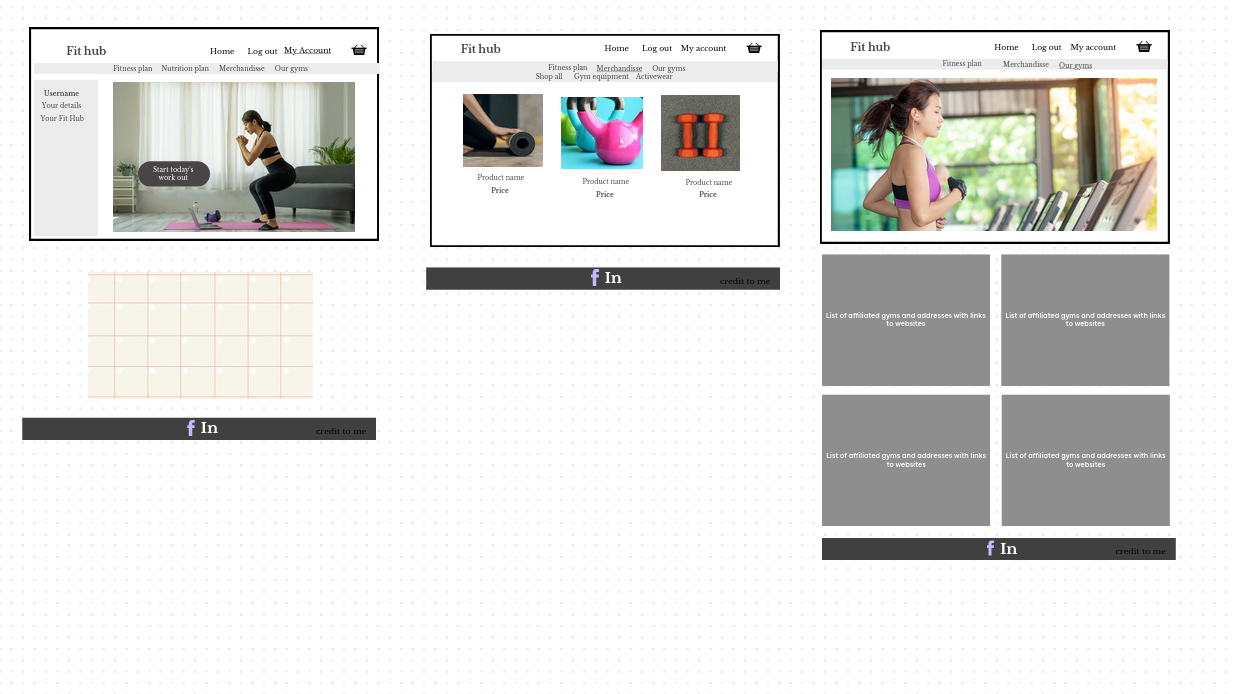 Fit hub
Home Log out My Account
Fitness plan Nutrition plan Merchandisse Our gyms
Username
Your details
Your Fit Hub
Start today's
work out
f In
credit to me
Fit hub
Home Log out My account
Fitness plan Merchandisse Our gyms
Shop all Gym equipment Activewear
Product name
Price
Product name
Price
Product name
Price
f In
credit to me
Fit hub
Home Log out My account
Fitness plan Merchandisse Our gyms
List of affiliated gyms and addresses with links
to websites
List of affiliated gyms and addresses with links
to websites
List of affiliated gyms and addresses with links
to websites
List of affiliated gyms and addresses with links
to websites
f In
credit to me